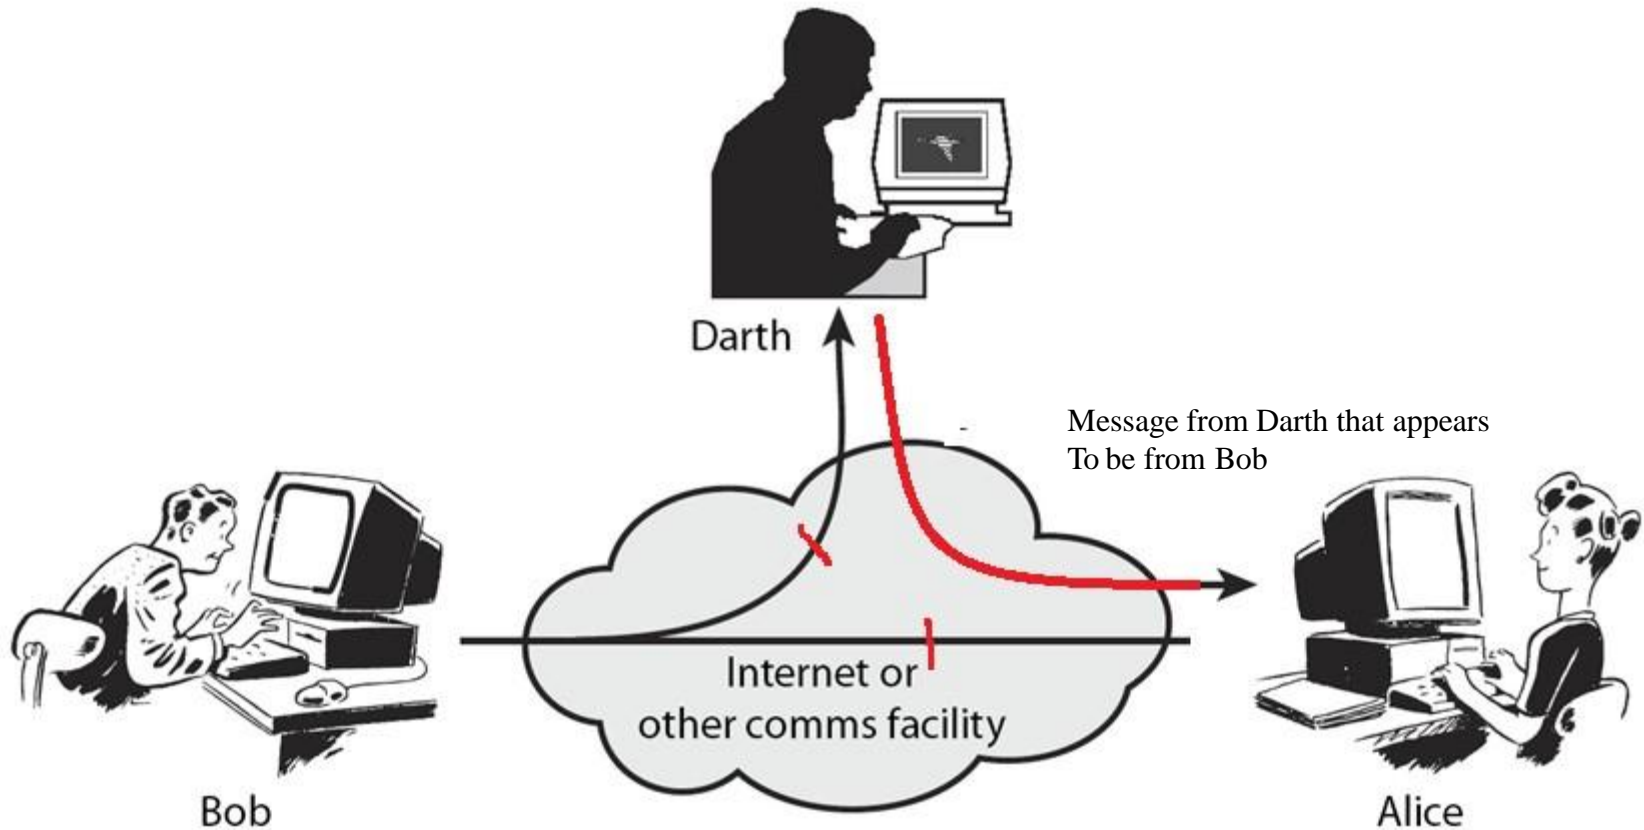 Darth
Message from Darth that appears
To be from Bob
Internet or
other comms facility
Bob
Alice